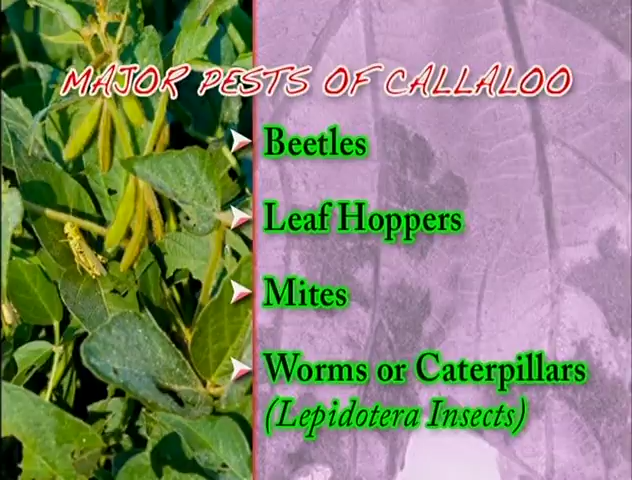 MAJOR PESTS OF CALLALOO
Beetles
Leaf Hoppers
Mites
Worms or Caterpillars
(Lepidotera Insects)